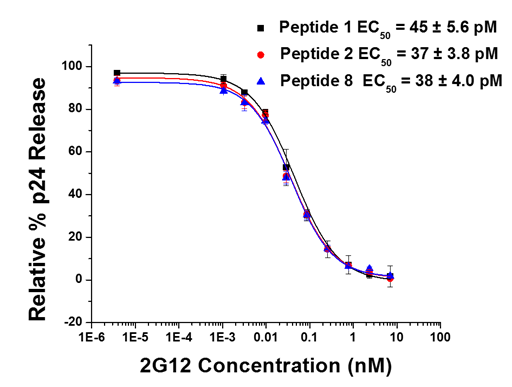 Peptide 1 EC50 = 45 ± 5.6 pM
Peptide 2 EC50 = 37 ± 3.8 pM
Peptide 8 EC50 = 38 ± 4.0 pM
Relative % p24 Release
100
80
60
40
20
0
-20
1E-6 1E-5 1E-4 1E-3 0.01 0.1 1 10 100
2G12 Concentration (nM)